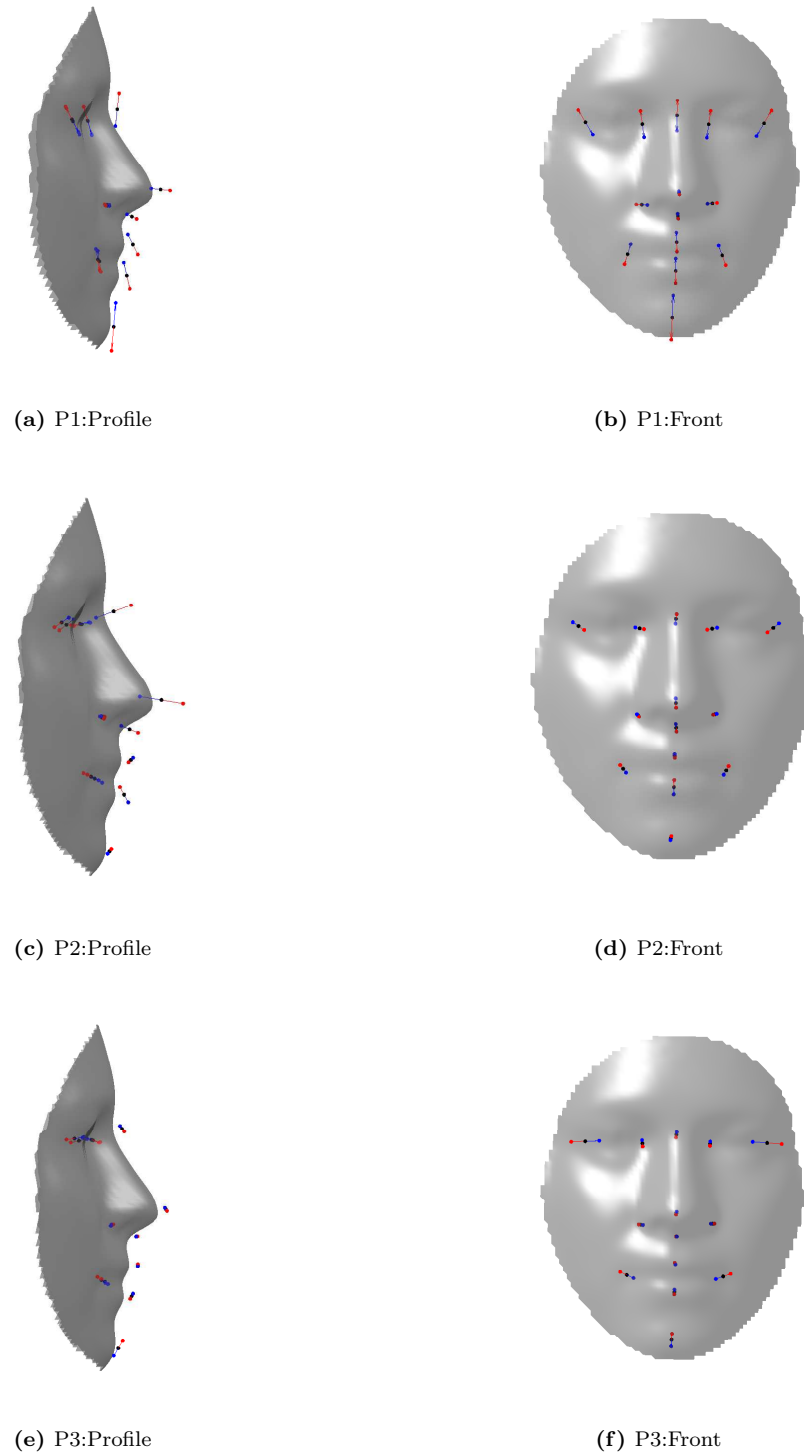 (a) P1:Profile
(b) P1:Front
(c) P2:Profile
(d) P2:Front
(e) P3:Profile
(f) P3:Front